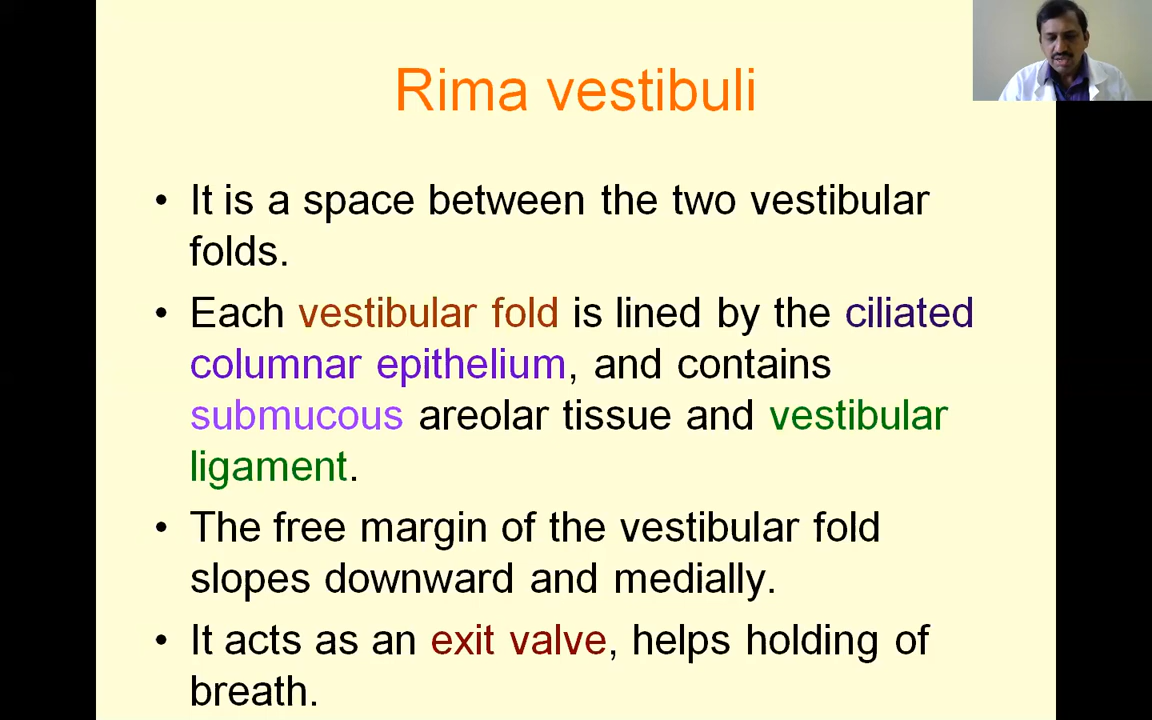 Rima vestibuli
• It is a space between the two vestibular
folds.
• Each vestibular fold is lined by the ciliated
columnar epithelium, and contains
submucous areolar tissue and vestibular
ligament.
• The free margin of the vestibular fold
slopes downward and medially.
• It acts as an exit valve, helps holding of
breath.